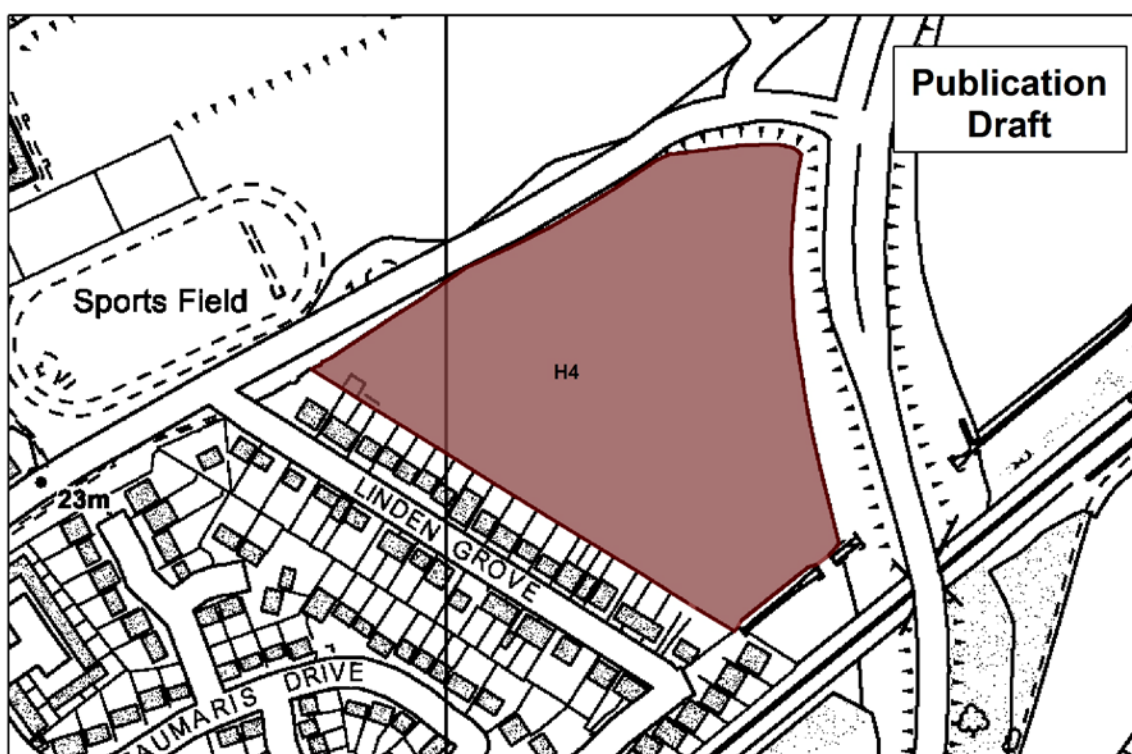 Publication
Draft
Sports Field
H4
23m
LINDEN GROVE
AUMARIS DRIVE